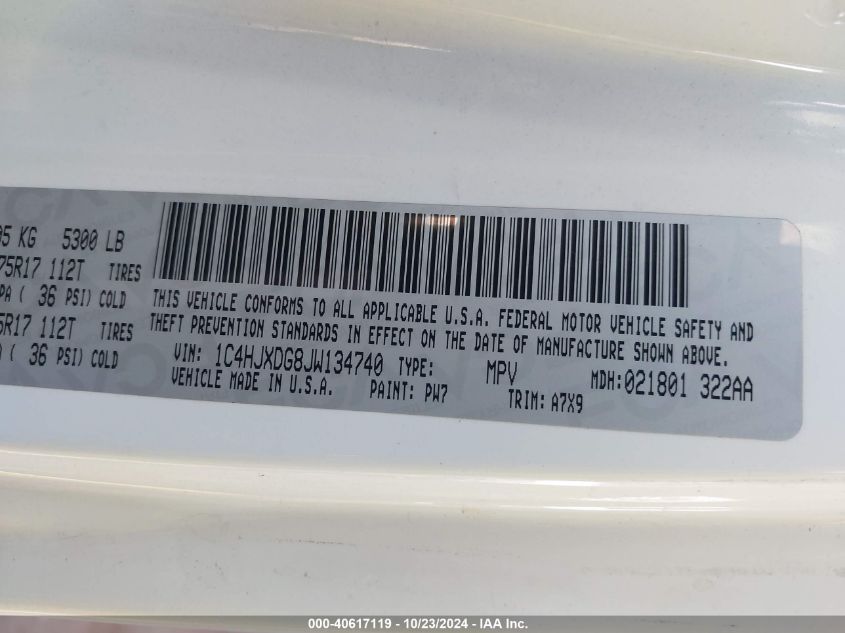 05 KG 5300 LB
75R17 112T TIRES
PA ( 36 PSI) COLD
5R17 112T TIRES
( 36 PSI) COLD
THIS VEHICLE CONFORMS TO ALL APPLICABLE U.S.A. FEDERAL MOTOR VEHICLE SAFETY AND
THEFT PREVENTION STANDARDS IN EFFECT ON THE DATE OF MANUFACTURE SHOWN ABOVE.
VIN: 1C4HJXDG8JW134740 TYPE: MPV MDH:021801 322AA
VEHICLE MADE IN U.S.A. PAINT: PW7 TRIM: A7X9
000-40617119 - 10/23/2024 - IAA Inc.